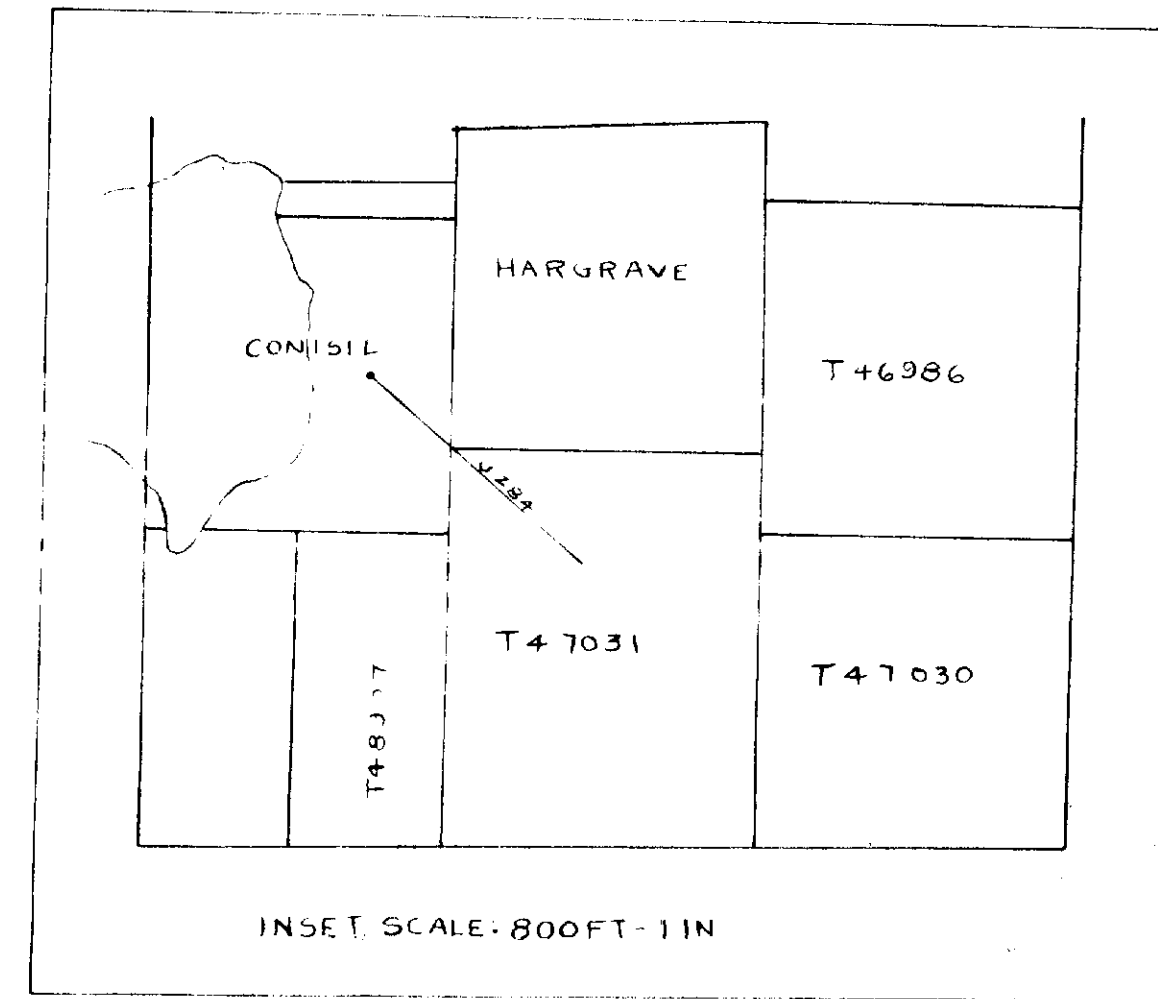 HARGRAVE
CONISIL
T46986
T47031
T47030
INSET SCALE: 800FT-1IN